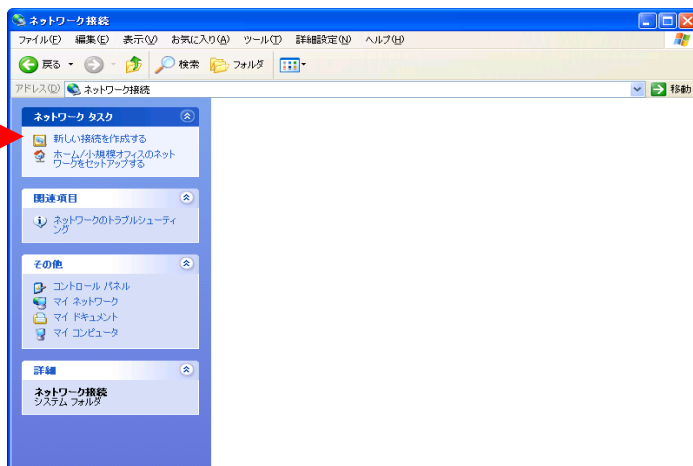 ネットワーク接続
ファイル(F) 編集(E) 表示(V) お気に入り(A) ツール(T) 詳細設定(N) ヘルプ(H)
戻る 検索 フォルダ
アドレス(D) ネットワーク接続 移動
ネットワーク タスク
新しい接続を作成する
ホーム/小規模オフィスのネット
ワークをセットアップする
関連項目
ネットワークのトラブルシューティ
ング
その他
コントロール パネル
マイ ネットワーク
マイ ドキュメント
マイ コンピュータ
詳細
ネットワーク接続
システム フォルダ